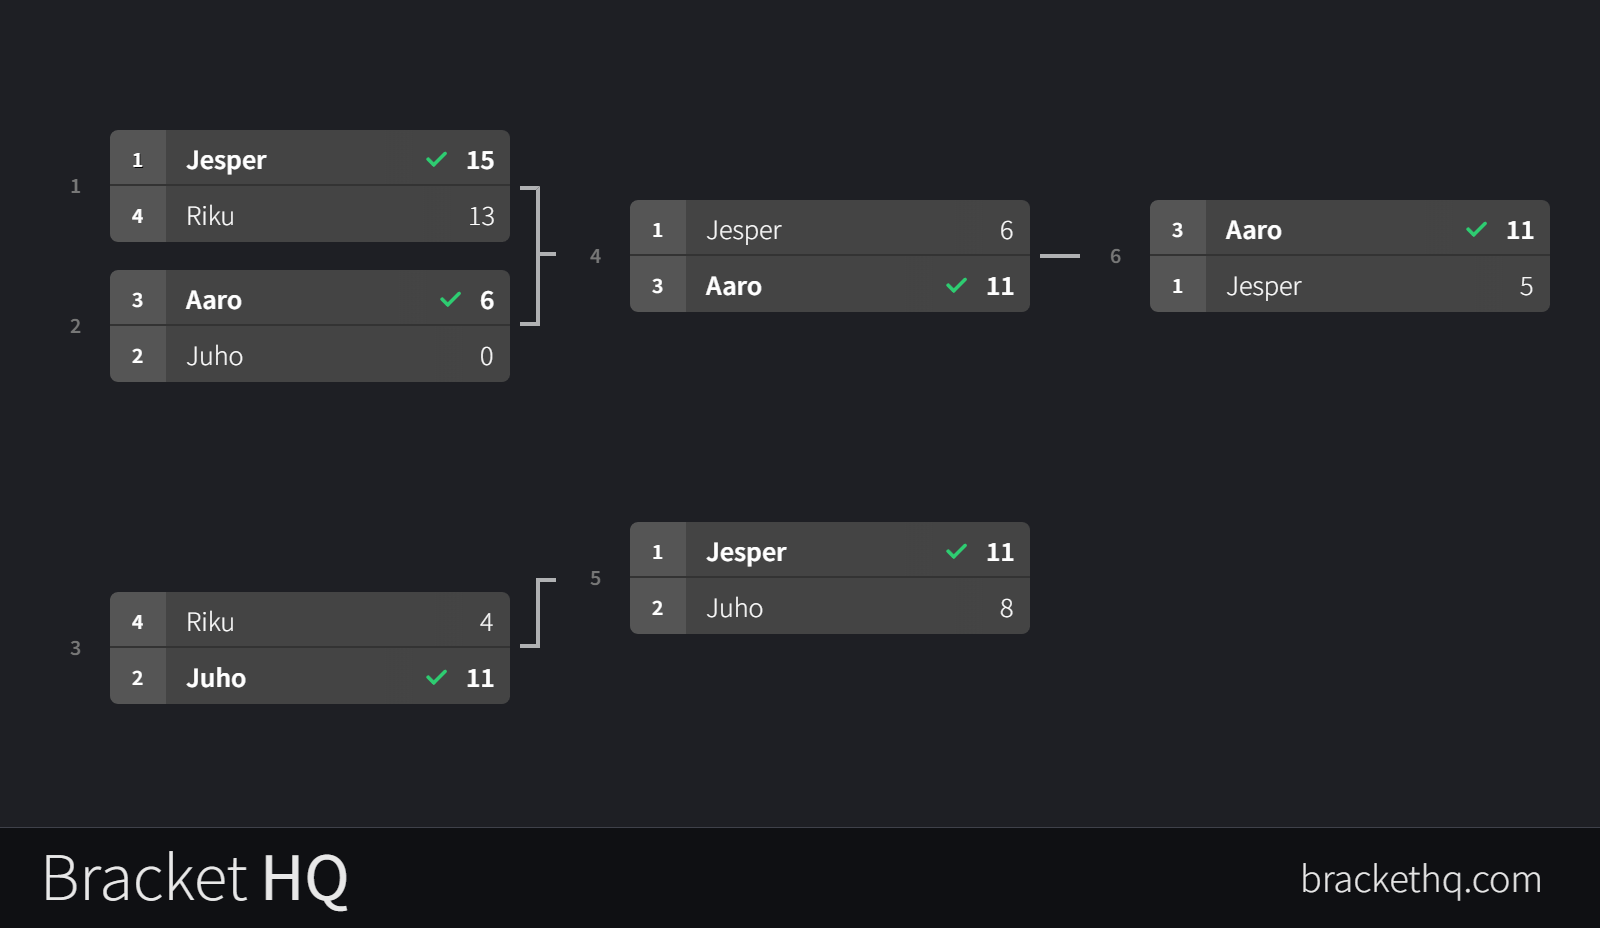 1
1 Jesper 15
4 Riku 13
2
3 Aaro 6
2 Juho 0
4
1 Jesper 6
3 Aaro 11
6
3 Aaro 11
1 Jesper 5
3
4 Riku 4
2 Juho 11
5
1 Jesper 11
2 Juho 8
Bracket HQ
brackethq.com